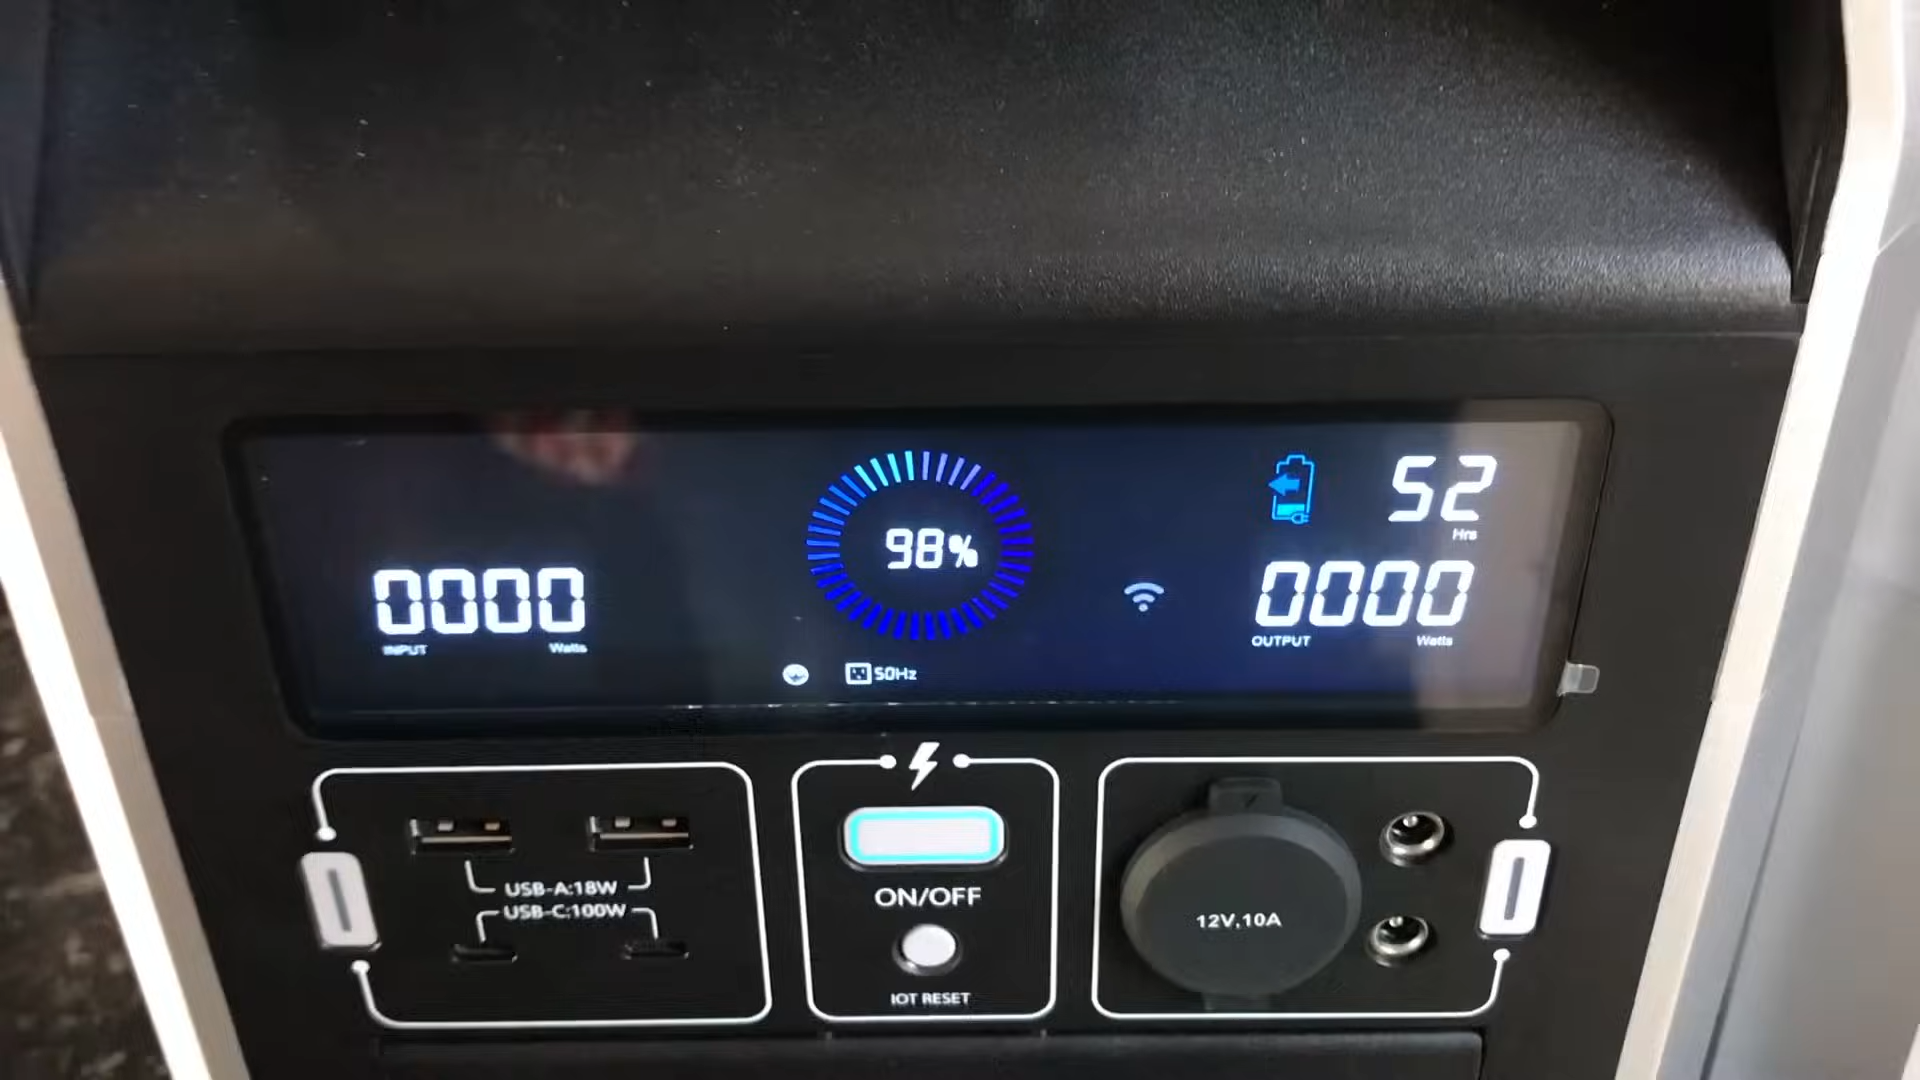 52
Hrs
98%
0000
INPUT Watts
0000
OUTPUT Watts
50Hz
USB-A:18W
USB-C:100W
ON/OFF
IOT RESET
12V,10A